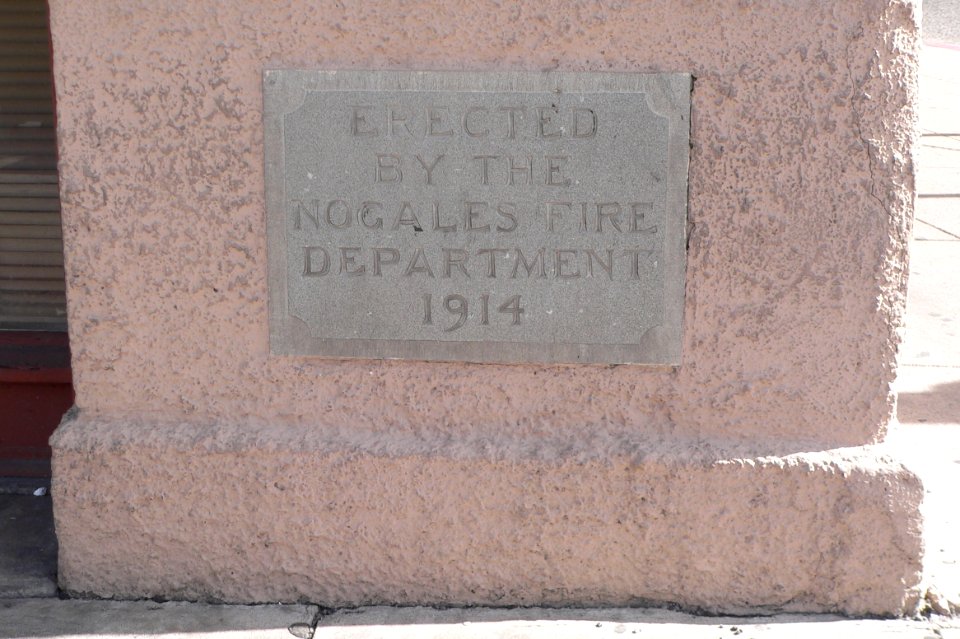 ERECTED
BY THE
NOGALES FIRE
DEPARTMENT
1914